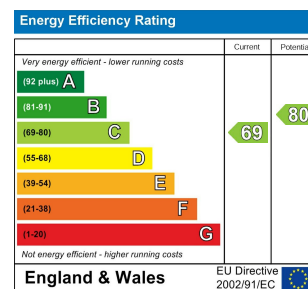 Energy Efficiency Rating
Current
Potentia
Very energy efficient - lower running costs
(92 plus) A
(81-91) B
(69-80) C
(55-68) D
(39-54) E
(21-38) F
(1-20) G
69
80
Not energy efficient - higher running costs
England & Wales
EU Directive
2002/91/EC